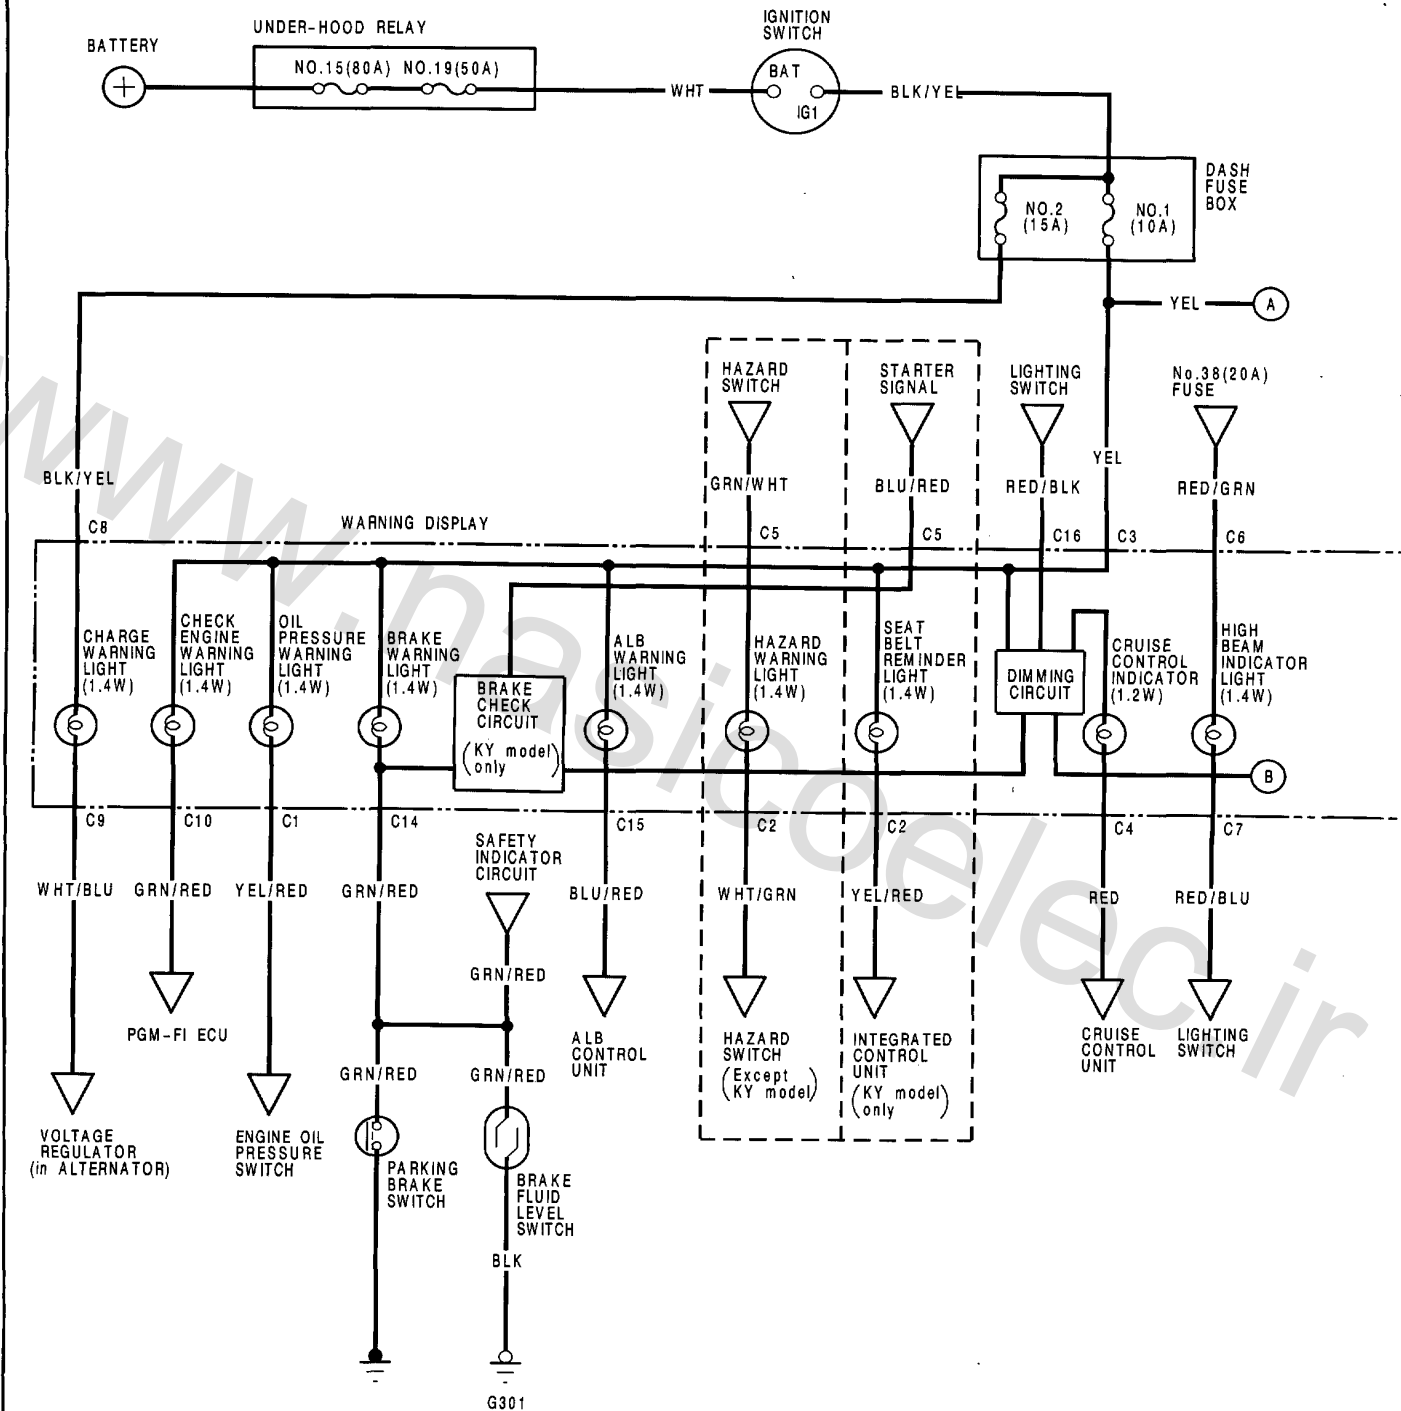 IGNITION
SWITCH
UNDER-HOOD RELAY
BATTERY
NO.15(80A) NO.19(50A)
BAT
IG1
WHT
BLK/YEL
DASH
FUSE
BOX
NO.2
(15A)
NO.1
(10A)
YEL
A
HAZARD
SWITCH
STARTER
SIGNAL
LIGHTING
SWITCH
No.38(20A)
FUSE
BLK/YEL
GRN/WHT
BLU/RED
RED/BLK
YEL
RED/GRN
C8
WARNING DISPLAY
C5
C5
C16
C3
C6
CHARGE
WARNING
LIGHT
(1.4W)
CHECK
ENGINE
WARNING
LIGHT
(1.4W)
OIL
PRESSURE
WARNING
LIGHT
(1.4W)
BRAKE
WARNING
LIGHT
(1.4W)
BRAKE
CHECK
CIRCUIT
(KY model)
only
ALB
WARNING
LIGHT
(1.4W)
HAZARD
WARNING
LIGHT
(1.4W)
SEAT
BELT
REMINDER
LIGHT
(1.4W)
DIMMING
CIRCUIT
CRUISE
CONTROL
INDICATOR
(1.2W)
HIGH
BEAM
INDICATOR
LIGHT
(1.4W)
B
C9
C10
C1
C14
C15
C2
C2
C4
C7
SAFETY
INDICATOR
CIRCUIT
WHT/BLU
GRN/RED
YEL/RED
GRN/RED
BLU/RED
WHT/GRN
YEL/RED
RED
RED/BLU
GRN/RED
PGM-FI ECU
ALB
CONTROL
UNIT
HAZARD
SWITCH
(Except
KY model)
INTEGRATED
CONTROL
UNIT
(KY model)
only
CRUISE
CONTROL
UNIT
LIGHTING
SWITCH
GRN/RED
GRN/RED
VOLTAGE
REGULATOR
(in ALTERNATOR)
ENGINE OIL
PRESSURE
SWITCH
PARKING
BRAKE
SWITCH
BRAKE
FLUID
LEVEL
SWITCH
BLK
G301
www.nasicoelec.ir